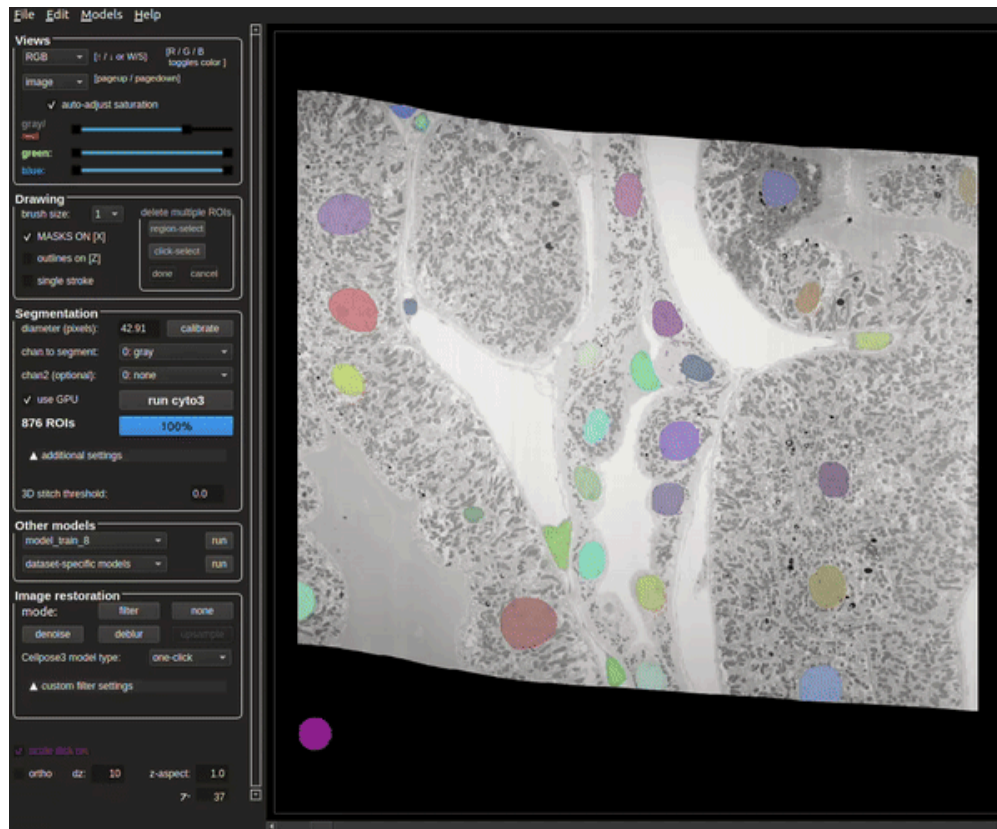 File Edit Models Help
Views
RGB [↑ / ↓ or W/S] [R / G / B
toggles color ]
image [pageup / pagedown]
✓ auto-adjust saturation
gray/
red:
green:
blue:
Drawing
brush size: 1 delete multiple ROIs
✓ MASKS ON [X] region-select
outlines on [Z] click-select
single stroke done cancel
Segmentation
diameter (pixels): 42.91 calibrate
chan to segment: 0: gray
chan2 (optional): 0: none
✓ use GPU run cyto3
876 ROIs 100%
▲ additional settings
3D stitch threshold: 0.0
Other models
model_train_8 run
dataset-specific models run
Image restoration
mode: filter none
denoise deblur upsample
Cellpose3 model type: one-click
▲ custom filter settings
✓ scale disk on
ortho dz: 10 z-aspect: 1.0
37